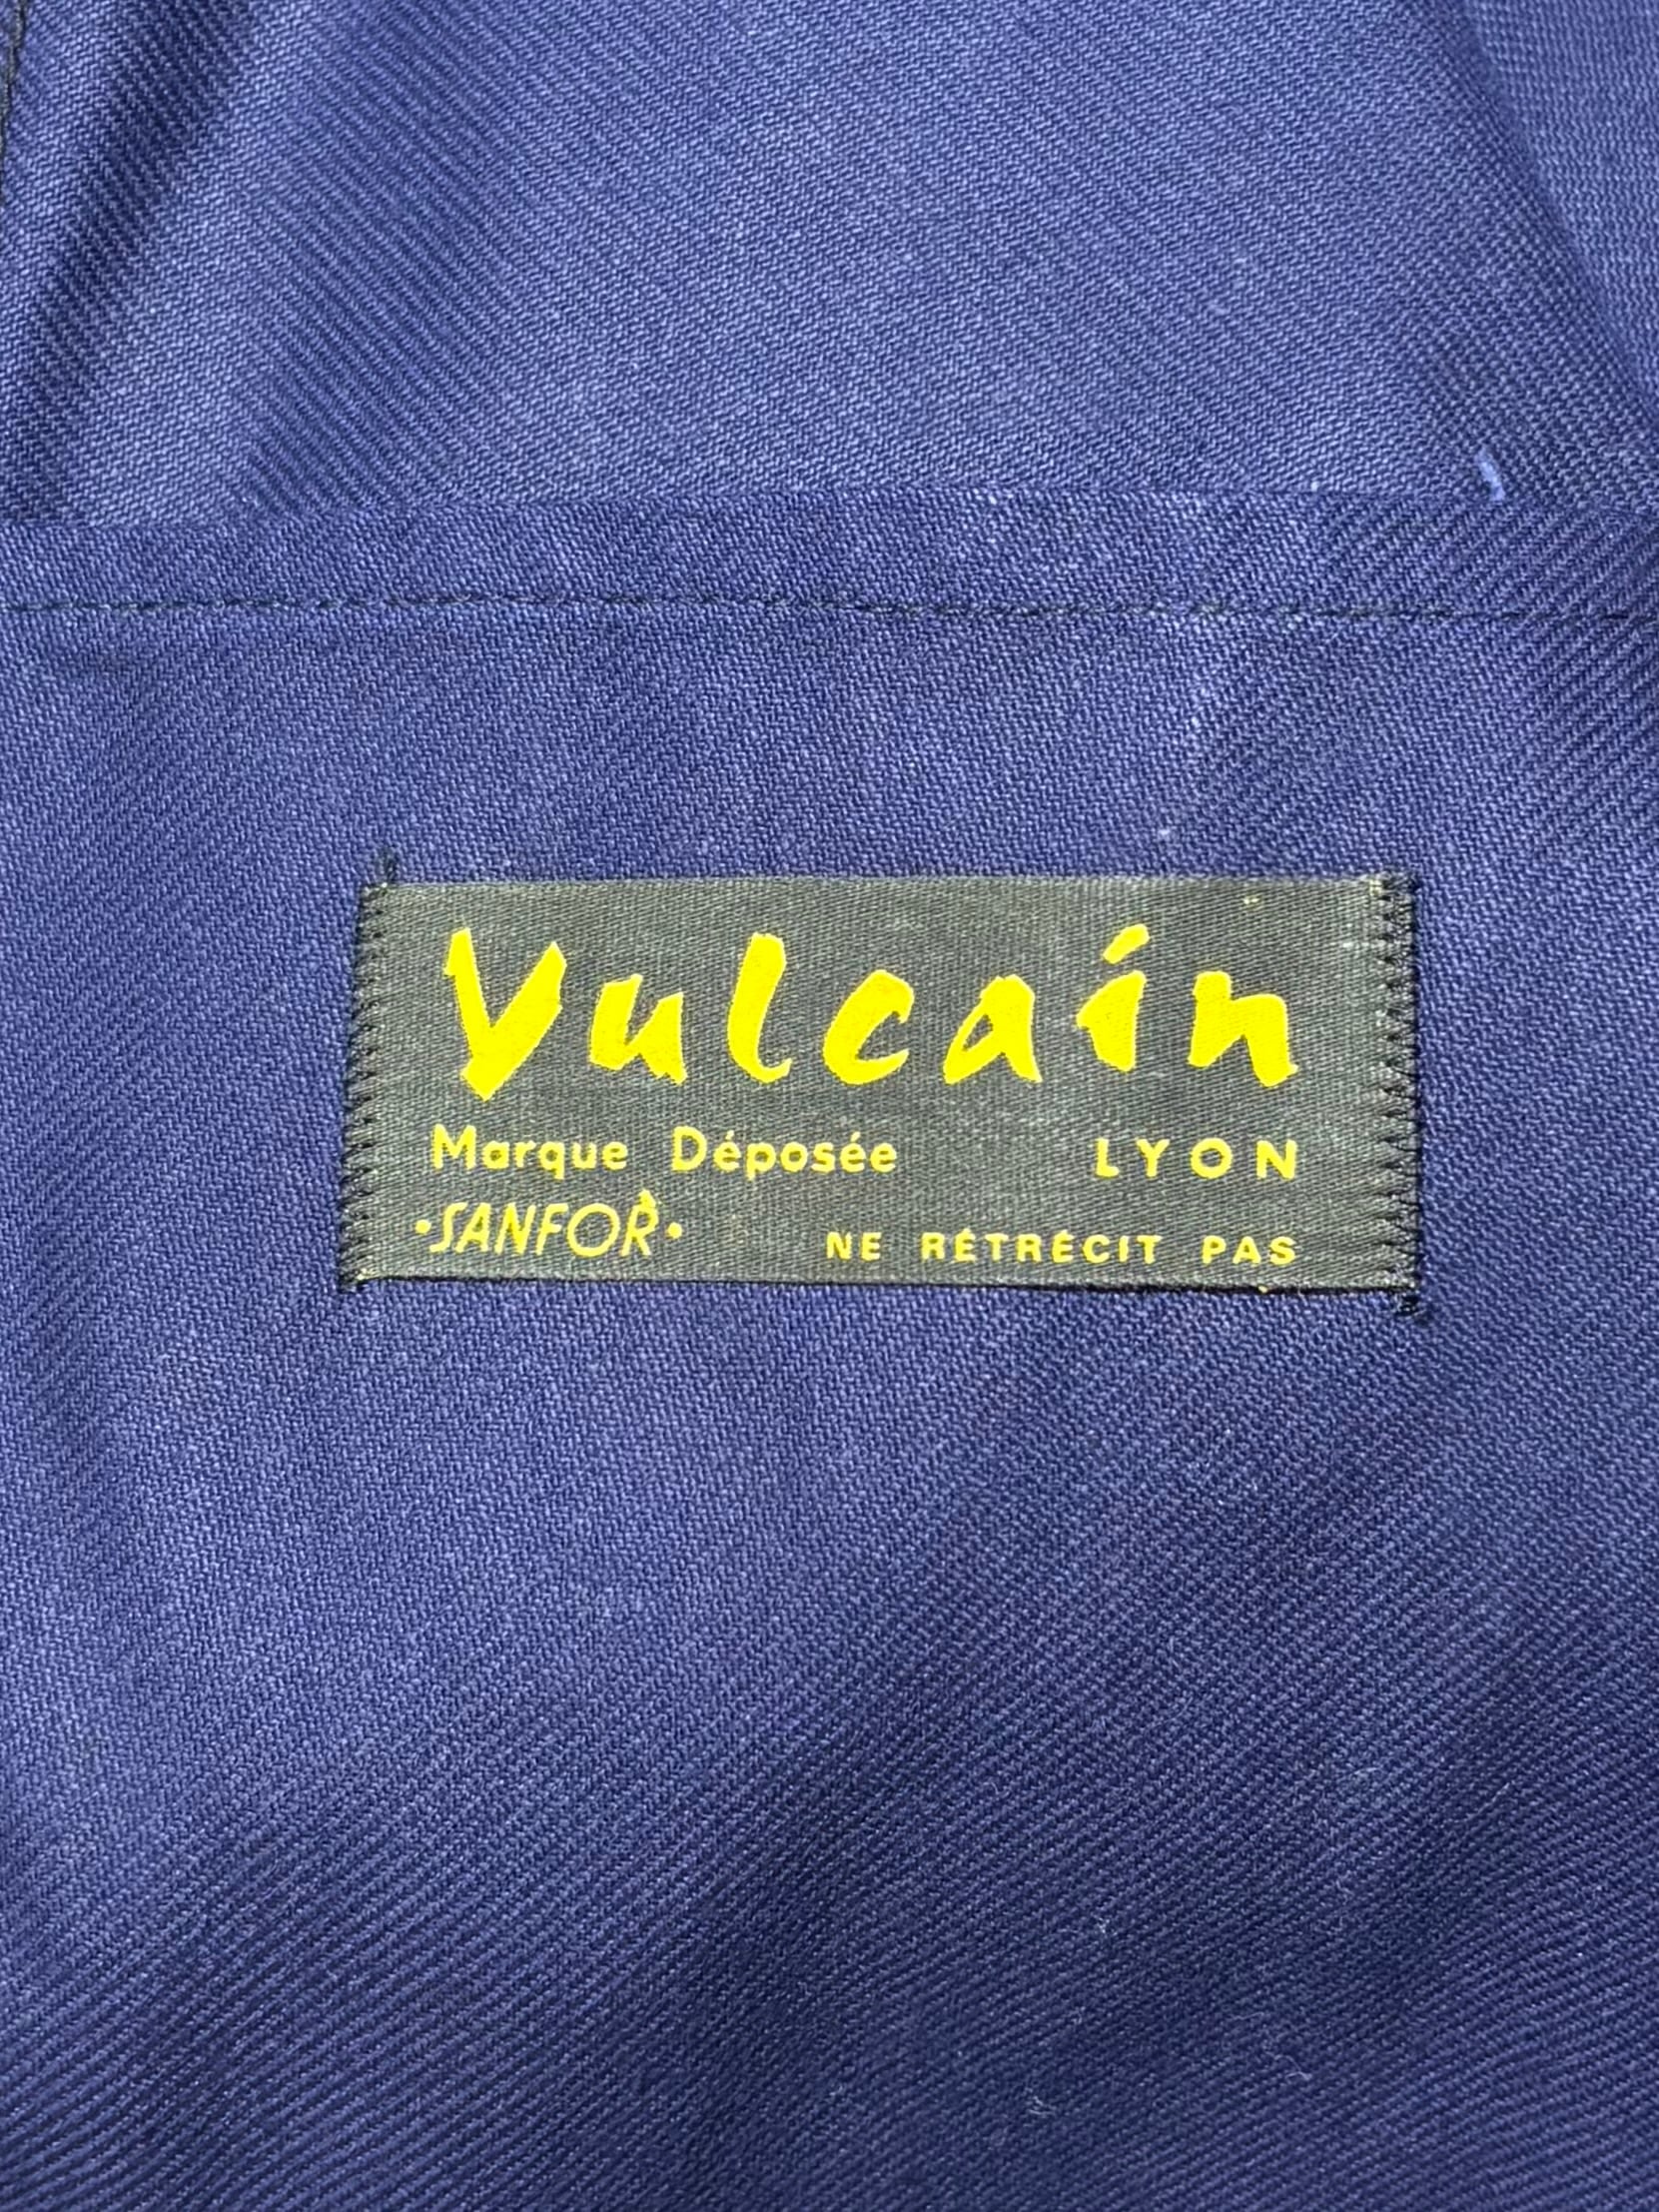 Vulcain
Marque Déposée LYON
·SANFOR· NE RÉTRÉCIT PAS